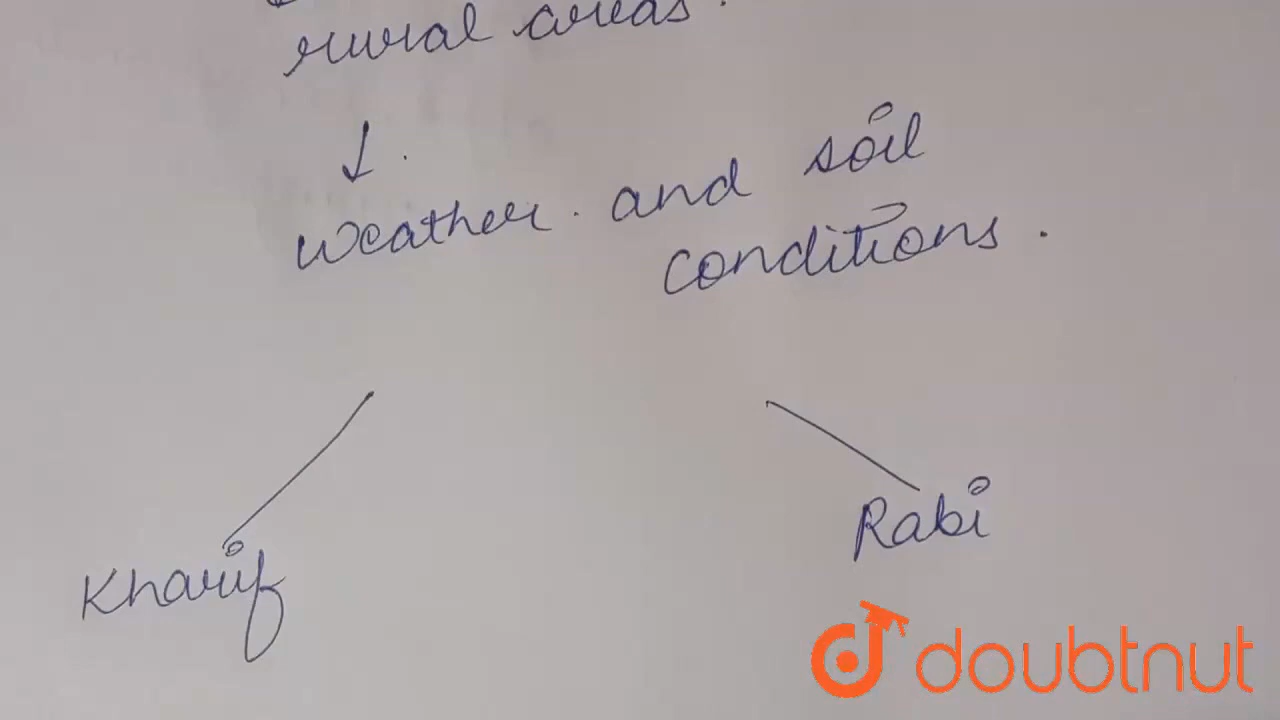 rural areas.
weather. and soil
conditions.
Kharif
Rabi
doubtnut